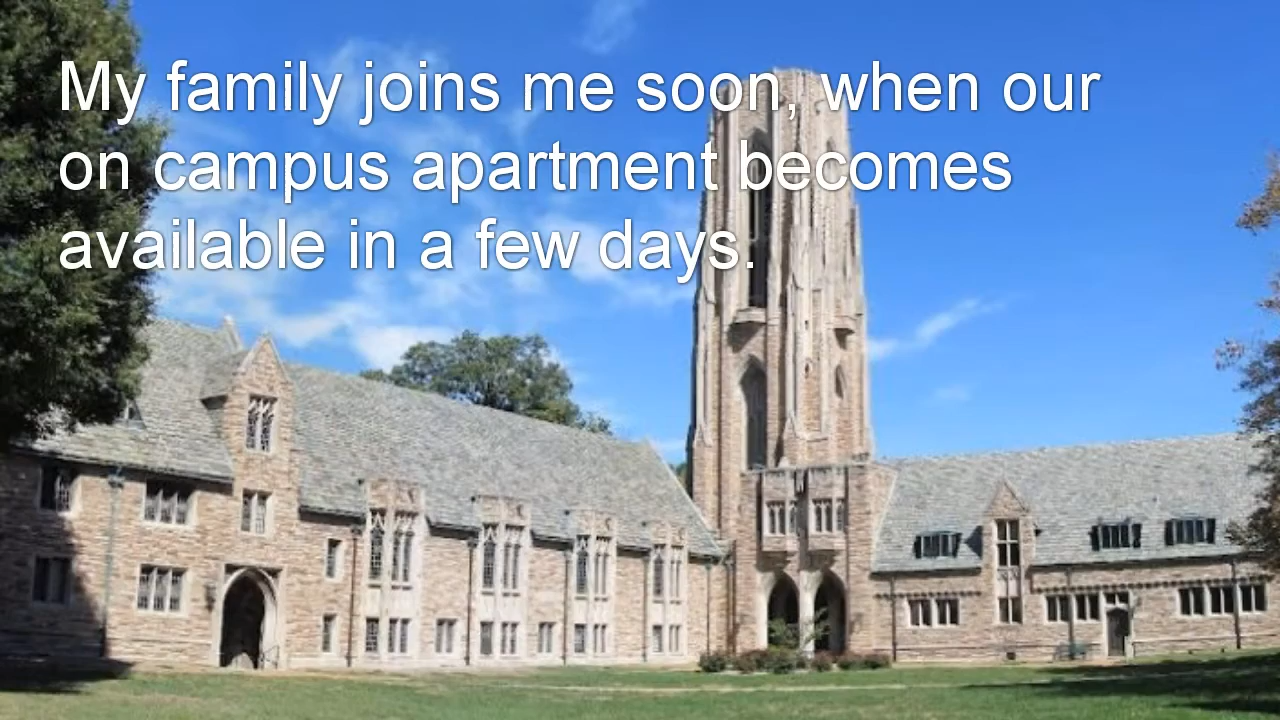 My family joins me soon, when our
on campus apartment becomes
available in a few days.